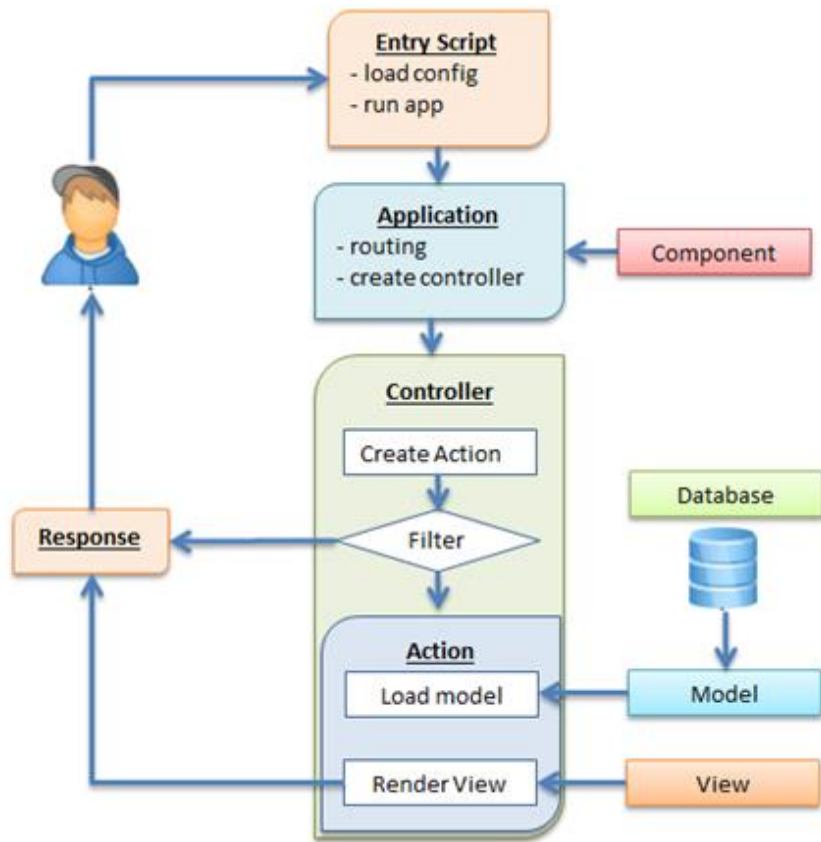 Entry Script
- load config
- run app
Application
- routing
- create controller
Component
Controller
Create Action
Database
Response
Filter
Action
Load model
Model
Render View
View